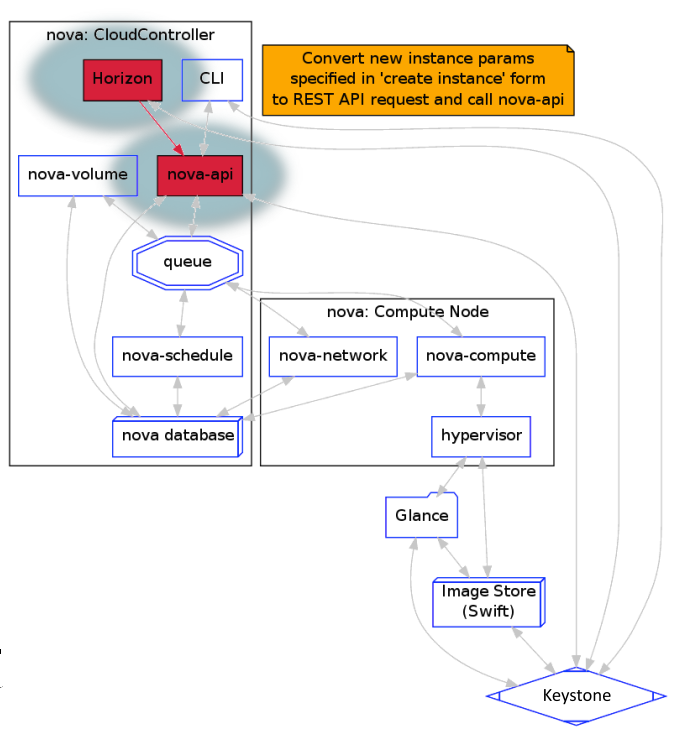 nova: CloudController
Horizon
CLI
Convert new instance params
specified in 'create instance' form
to REST API request and call nova-api
nova-volume
nova-api
queue
nova: Compute Node
nova-schedule
nova-network
nova-compute
nova database
hypervisor
Glance
Image Store
(Swift)
Keystone